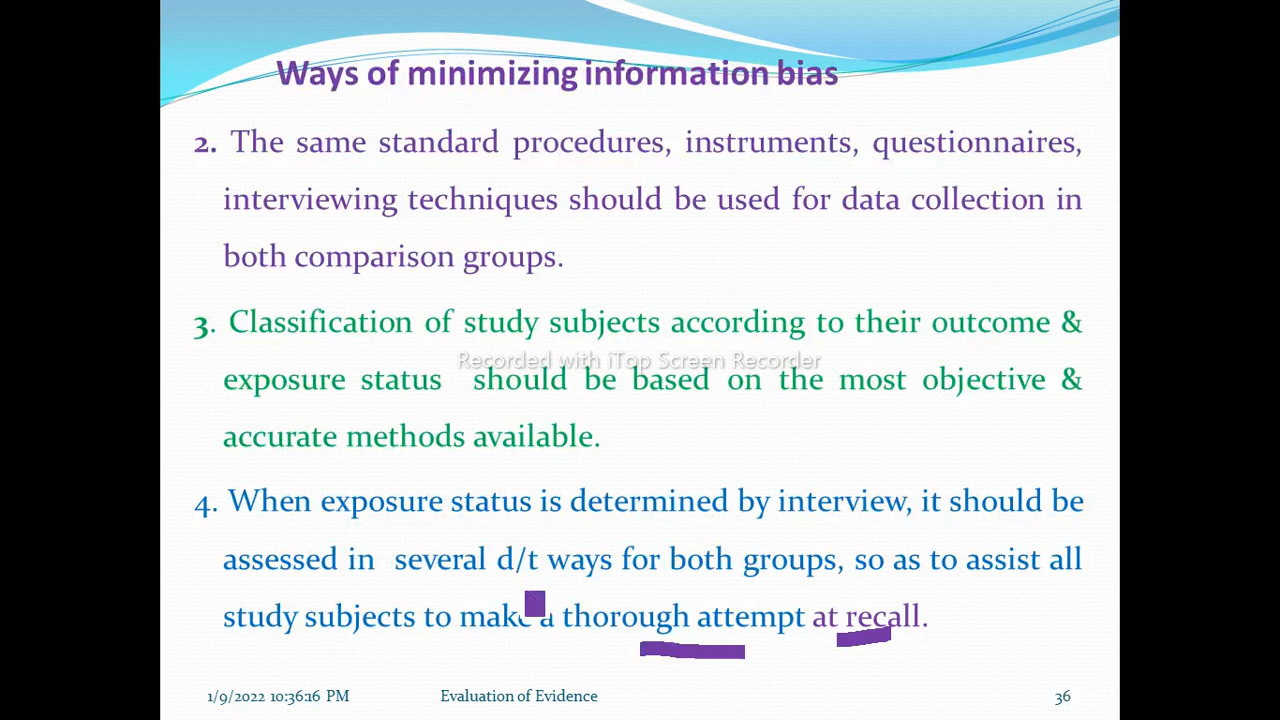 Ways of minimizing information bias
2. The same standard procedures, instruments, questionnaires,
interviewing techniques should be used for data collection in
both comparison groups.
3. Classification of study subjects according to their outcome &
Recorded with iTop Screen Recorder
exposure status should be based on the most objective &
accurate methods available.
4. When exposure status is determined by interview, it should be
assessed in several d/t ways for both groups, so as to assist all
study subjects to make a thorough attempt at recall.
1/9/2022 10:36:16 PM Evaluation of Evidence 36